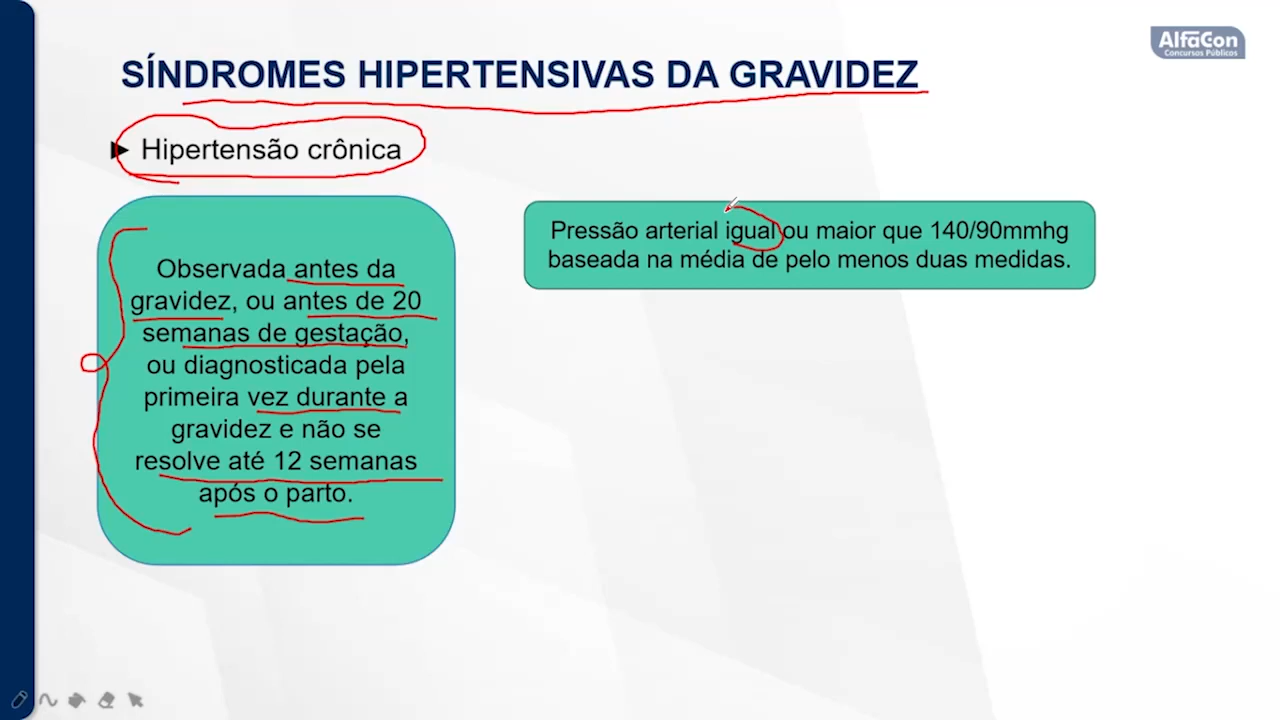 AlfaCon
Concursos Públicos
SÍNDROMES HIPERTENSIVAS DA GRAVIDEZ
Hipertensão crônica
Observada antes da
gravidez, ou antes de 20
semanas de gestação,
ou diagnosticada pela
primeira vez durante a
gravidez e não se
resolve até 12 semanas
após o parto.
Pressão arterial igual ou maior que 140/90mmhg
baseada na média de pelo menos duas medidas.